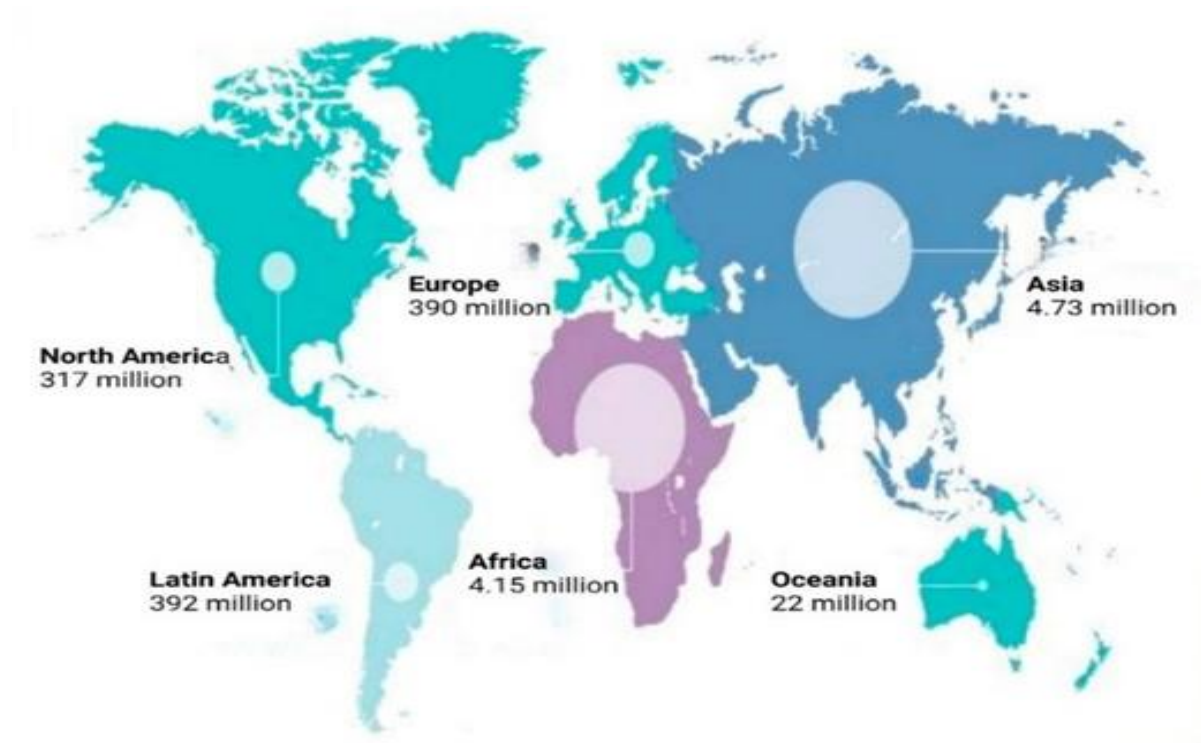 Europe
390 million
Asia
4.73 million
North America
317 million
Africa
4.15 million
Latin America
392 million
Oceania
22 million